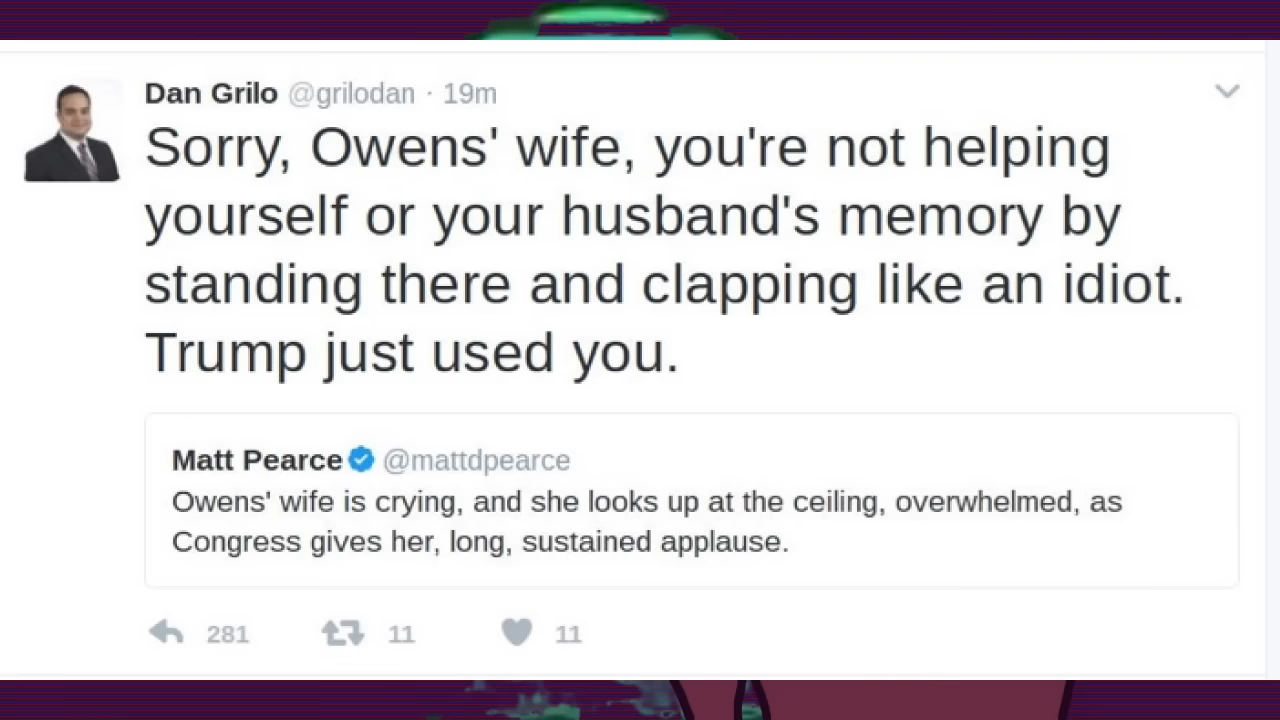 Dan Grilo @grilodan · 19m
Sorry, Owens' wife, you're not helping
yourself or your husband's memory by
standing there and clapping like an idiot.
Trump just used you.
Matt Pearce @mattdpearce
Owens' wife is crying, and she looks up at the ceiling, overwhelmed, as
Congress gives her, long, sustained applause.
281 11 11